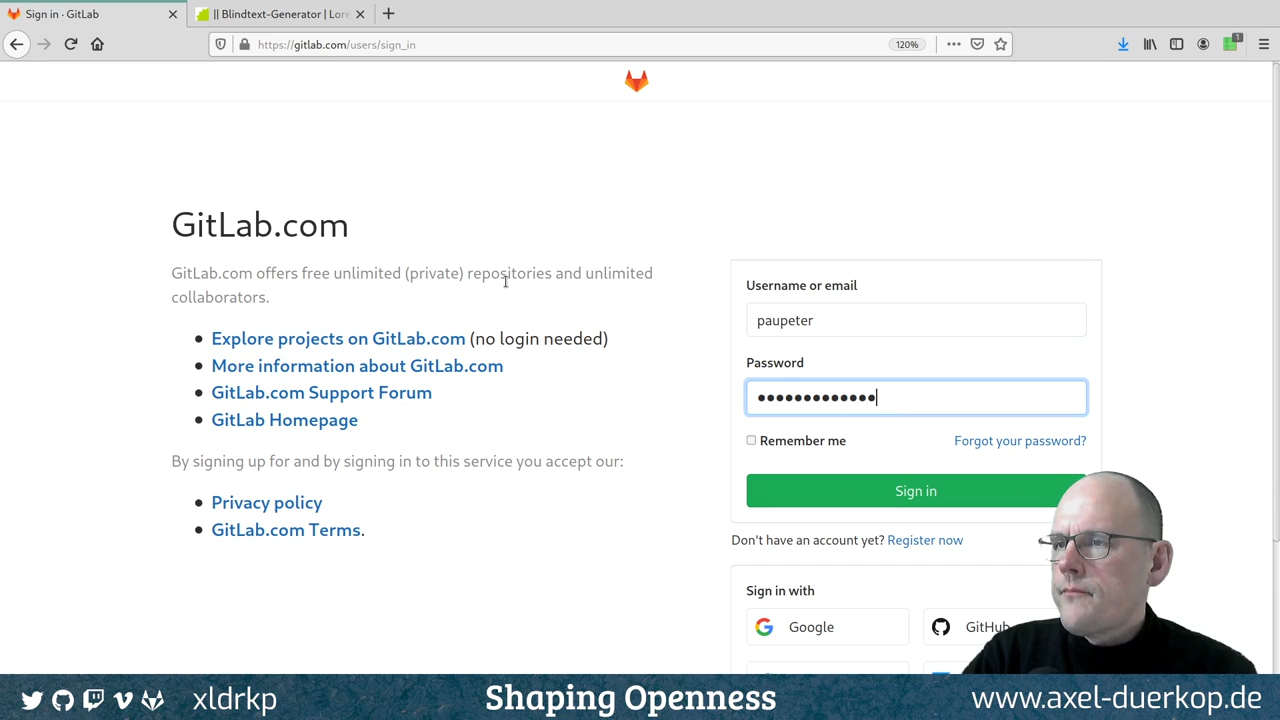 Sign in · GitLab
|| Blindtext-Generator | Lore
https://gitlab.com/users/sign_in
120%
1
GitLab.com
GitLab.com offers free unlimited (private) repositories and unlimited
collaborators.
Explore projects on GitLab.com (no login needed)
More information about GitLab.com
GitLab.com Support Forum
GitLab Homepage
By signing up for and by signing in to this service you accept our:
Privacy policy
GitLab.com Terms.
Username or email
paupeter
Password
Remember me
Forgot your password?
Sign in
Don't have an account yet? Register now
Sign in with
Google
GitHub
xldrkp
Shaping Openness
www.axel-duerkop.de